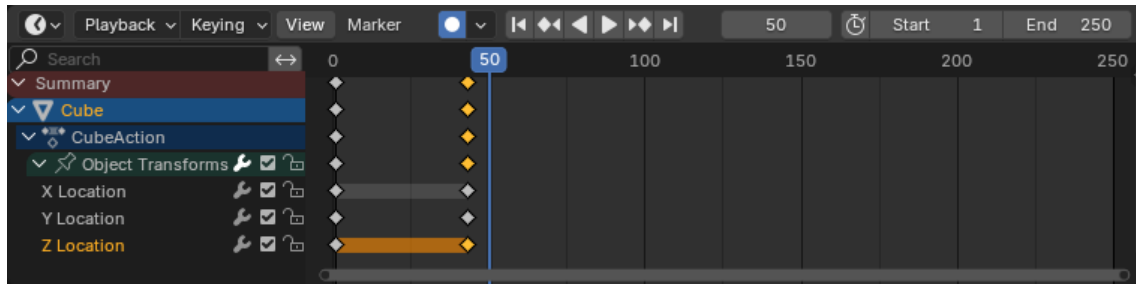 Playback Keying View Marker 50 Start 1 End 250
Search 0 50 100 150 200 250
Summary
Cube
CubeAction
Object Transforms
X Location
Y Location
Z Location